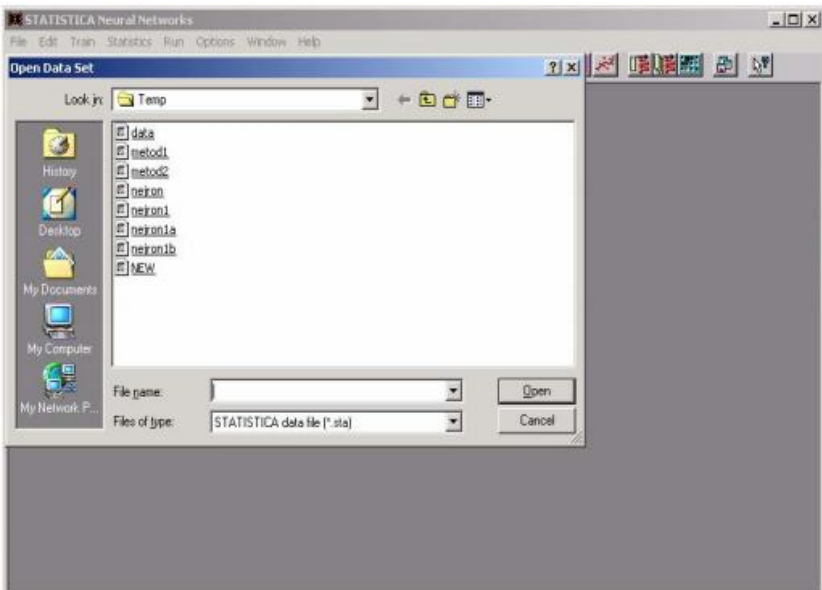 STATISTICA Neural Networks
File Edit Train Statistics Run Options Window Help
Open Data Set
Look in: Temp
History
Desktop
My Documents
My Computer
My Network P...
data
metod1
metod2
nejron
nejron1
nejron1a
nejron1b
NEW
File name:
Open
Files of type: STATISTICA data file (*.sta)
Cancel